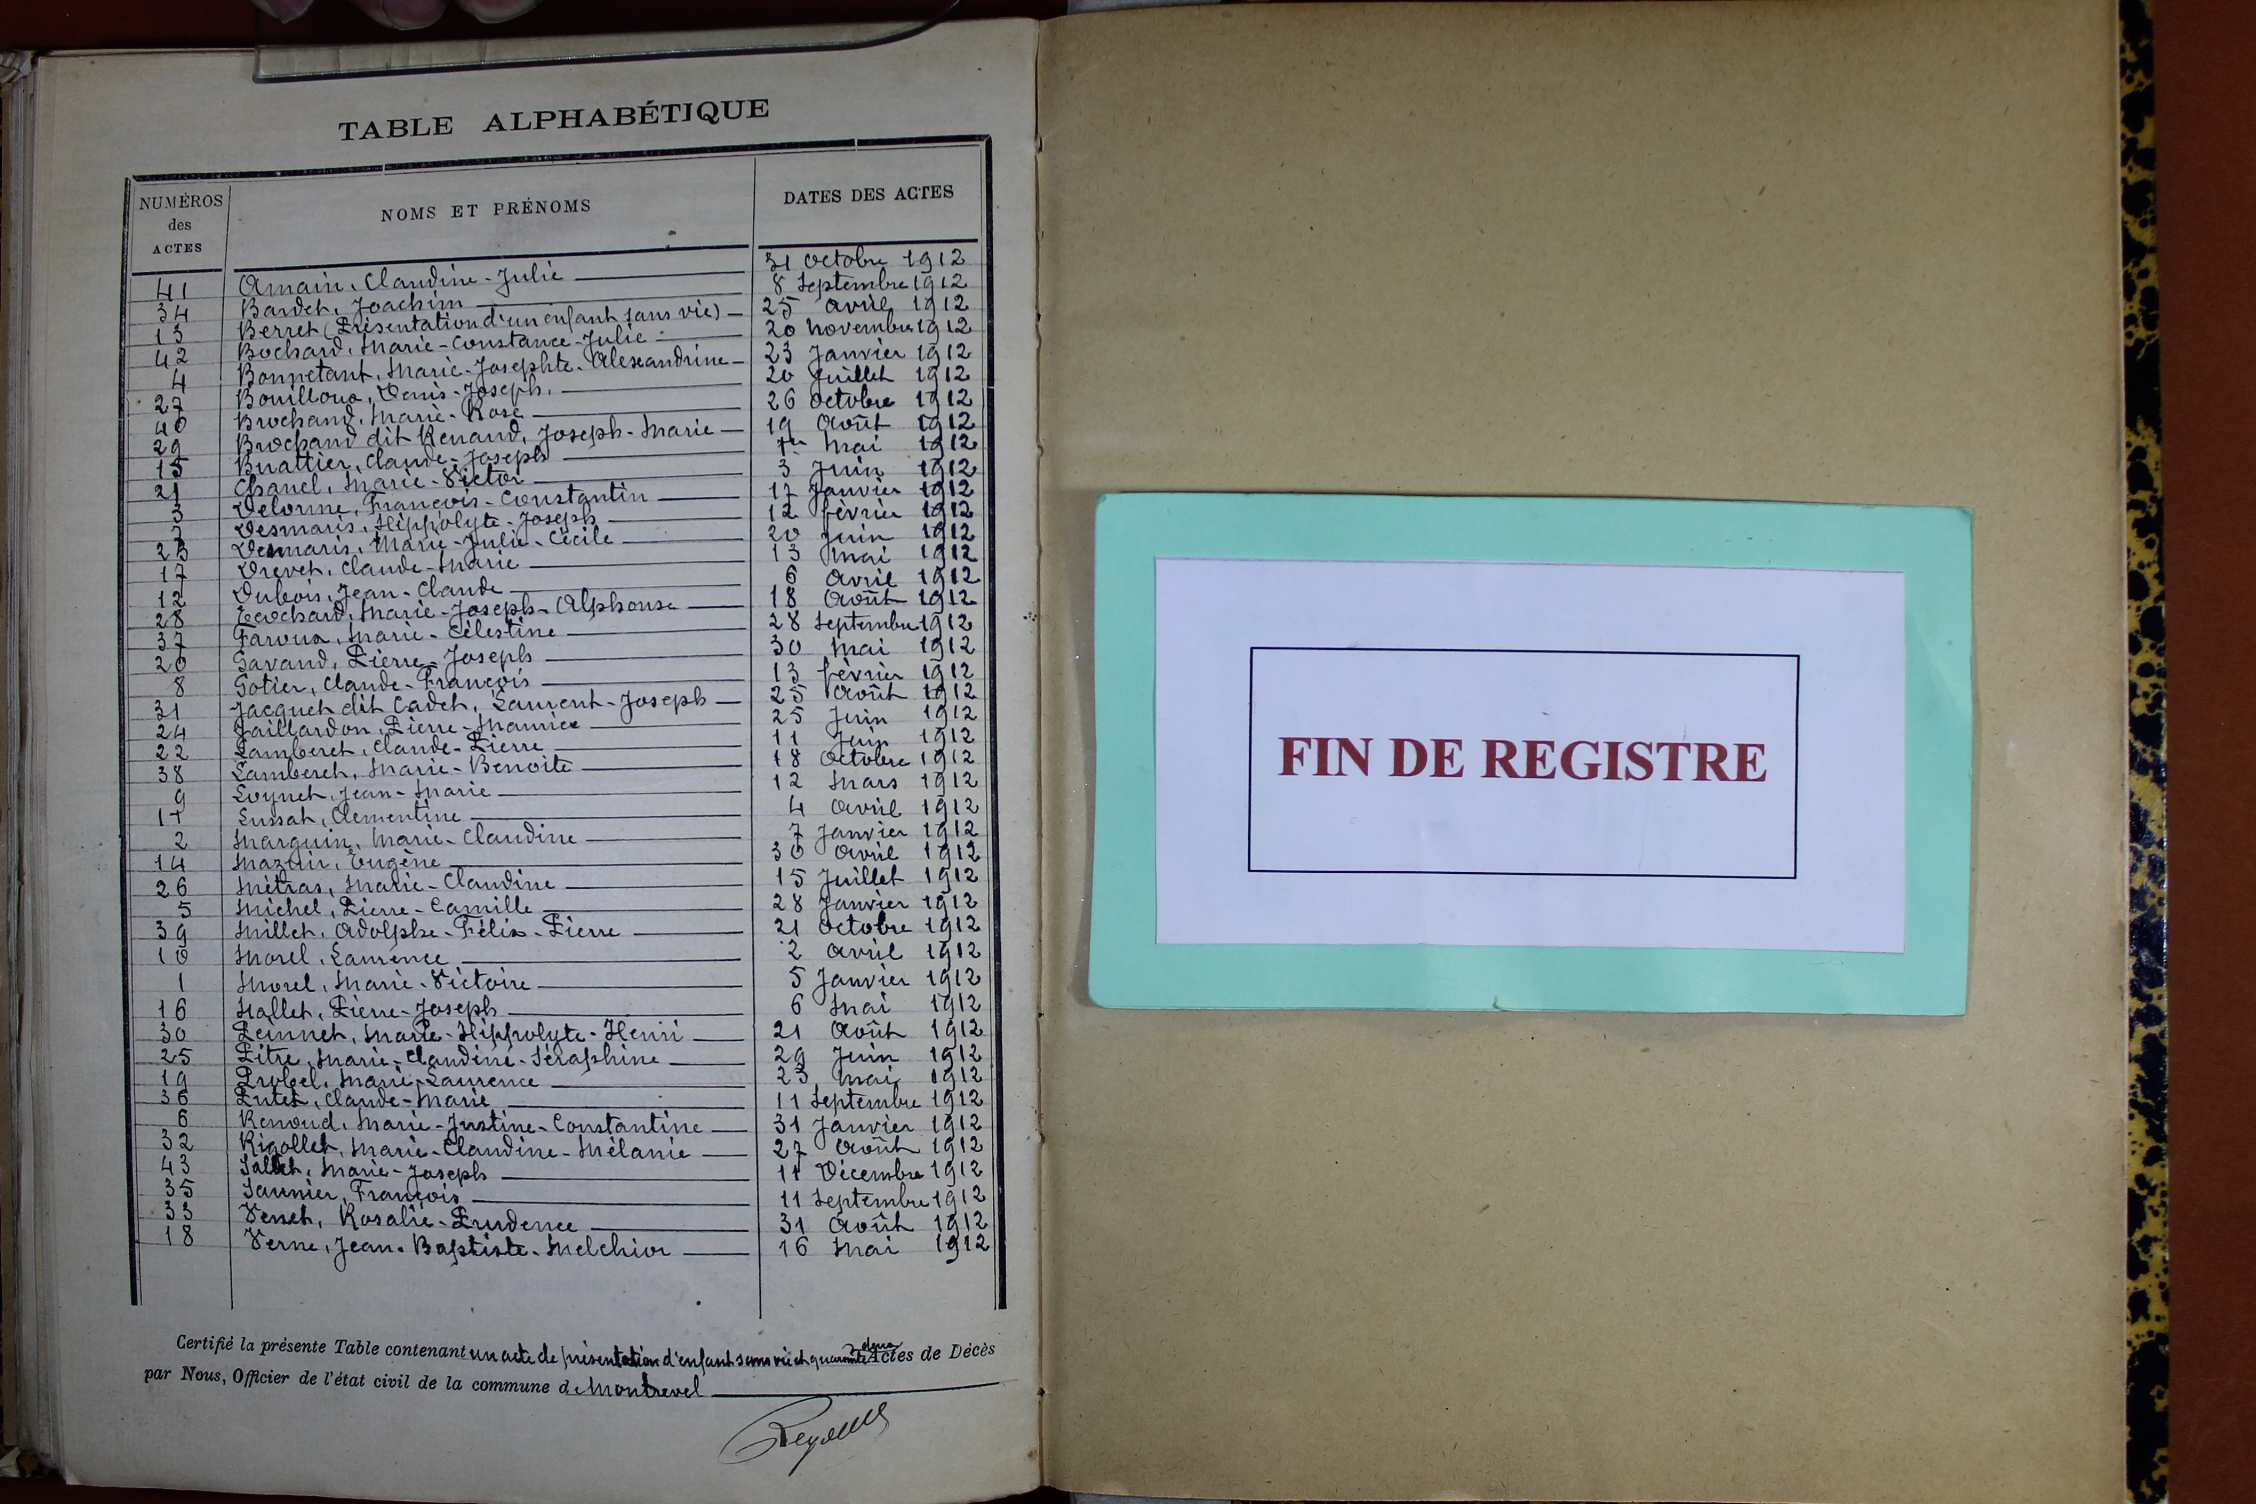 TABLE ALPHABÉTIQUE
NUMÉROS des ACTES NOMS ET PRÉNOMS DATES DES ACTES
41 Amain, Claudine-Julie 31 Octobre 1912
34 Bardet, Joachim 8 Septembre 1912
13 Berret (Présentation d'un enfant sans vie) 25 Avril 1912
42 Bochard, Marie-Constance-Julie 20 Novembre 1912
4 Bonnetant, Marie-Josephte-Alexandrine 23 Janvier 1912
27 Bouilloux, Denis-Joseph. 20 Juillet 1912
40 Brochand, Marie-Rose 26 Octobre 1912
29 Brochand dit Renaud, Joseph-Marie 19 Août 1912
15 Buattier, Claude-Joseph 1er Mai 1912
21 Chanel, Marie-Victor 3 Juin 1912
3 Delorme, François-Constantin 17 Janvier 1912
7 Desmaris, Hippolyte-Joseph 12 Février 1912
23 Desmaris, Marie-Julie-Cécile 20 Juin 1912
17 Drevet, Claude-Marie 13 Mai 1912
12 Dubois, Jean-Claude 6 Avril 1912
28 Ecochard, Marie-Joseph-Alphonse 18 Août 1912
37 Faroux, Marie-Célestine 28 Septembre 1912
20 Gavand, Pierre-Joseph 30 Mai 1912
8 Gotier, Claude-François 13 Février 1912
31 Jacquet dit Cadet, Laurent-Joseph 25 Août 1912
24 Jaillardon, Pierre-Maurice 25 Juin 1912
22 Lamberet, Claude-Pierre 11 Juin 1912
38 Lamberet, Marie-Benoite 18 Octobre 1912
9 Loynet, Jean-Marie 12 Mars 1912
11 Lussat, Clementine 4 Avril 1912
2 Marguin, Marie-Claudine 7 Janvier 1912
14 Mazuir, Eugène 30 Avril 1912
26 Métras, Marie-Claudine 15 Juillet 1912
5 Michel, Pierre-Camille 28 Janvier 1912
39 Millet, Adolphe-Félix-Pierre 21 Octobre 1912
10 Morel, Laurence 2 Avril 1912
1 Morel, Marie-Victoire 5 Janvier 1912
16 Nallet, Pierre-Joseph 6 Mai 1912
30 Peinnet, Marie-Hippolyte-Henri 21 Août 1912
25 Pitre, Marie-Claudine-Séraphine 29 Juin 1912
19 Probel, Marie-Laurence 23 Mai 1912
36 Putet, Claude-Marie 11 Septembre 1912
6 Renoud, Marie-Justine-Constantine 31 Janvier 1912
32 Rigollet, Marie-Claudine-Mélanie 27 Août 1912
43 Sallet, Marie-Joseph 11 Décembre 1912
35 Saunier, François 11 Septembre 1912
33 Vernet, Rosalie-Prudence 31 Août 1912
18 Verne, Jean-Baptiste-Melchior 16 Mai 1912
Certifié la présente Table contenant un acte de présentation d'enfant sans vie et quarante deux Actes de Décès
par Nous, Officier de l'état civil de la commune de Montrevel
FIN DE REGISTRE